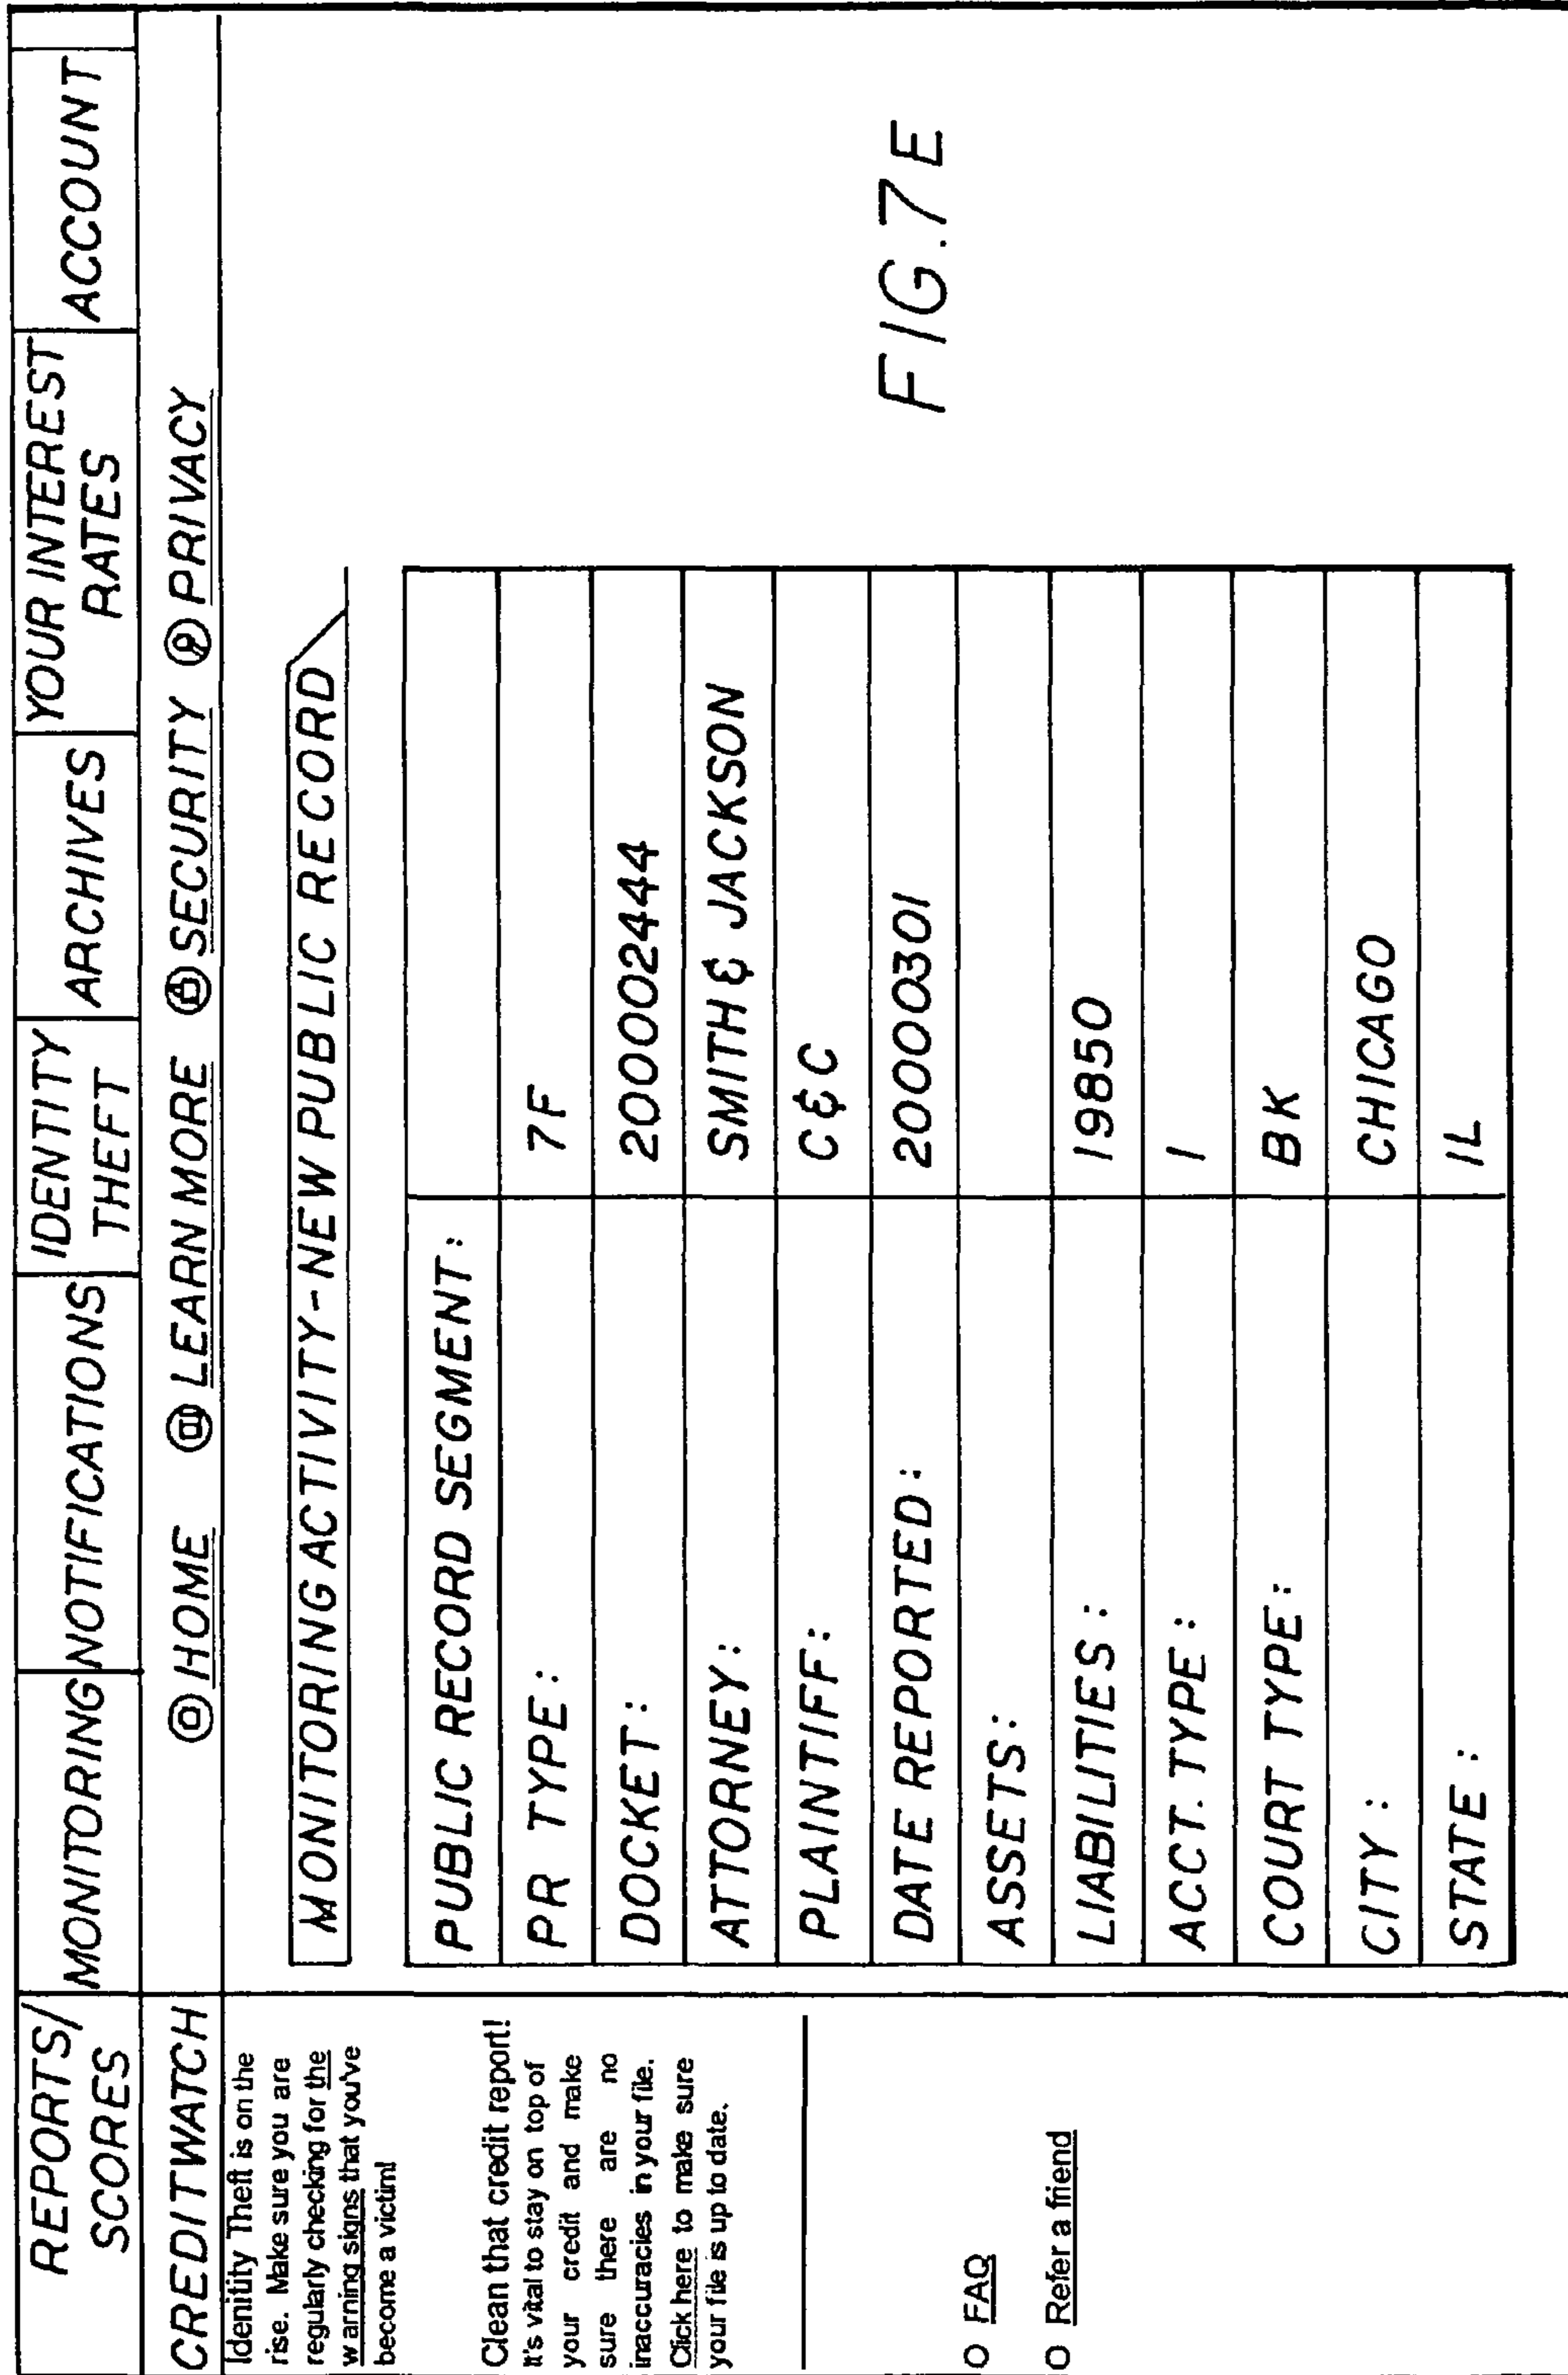 REPORTS/
SCORES
MONITORING
NOTIFICATIONS
IDENTITY
THEFT
ARCHIVES
YOUR INTEREST
RATES
ACCOUNT
CREDITWATCH
HOME
LEARN MORE
SECURITY
PRIVACY
Idenitity Theft is on the
rise. Make sure you are
regularly checking for the
warning signs that you've
become a victim!
Clean that credit report!
It's vital to stay on top of
your credit and make
sure there are no
inaccuracies in your file.
Click here to make sure
your file is up to date.
O FAQ
O Refer a friend
MONITORING ACTIVITY-NEW PUBLIC RECORD
PUBLIC RECORD SEGMENT:
PR TYPE: 7F
DOCKET: 200002444
ATTORNEY: SMITH & JACKSON
PLAINTIFF: C&C
DATE REPORTED: 20000301
ASSETS:
LIABILITIES: 19850
ACCT. TYPE: 1
COURT TYPE: BK
CITY: CHICAGO
STATE: IL
FIG.7E